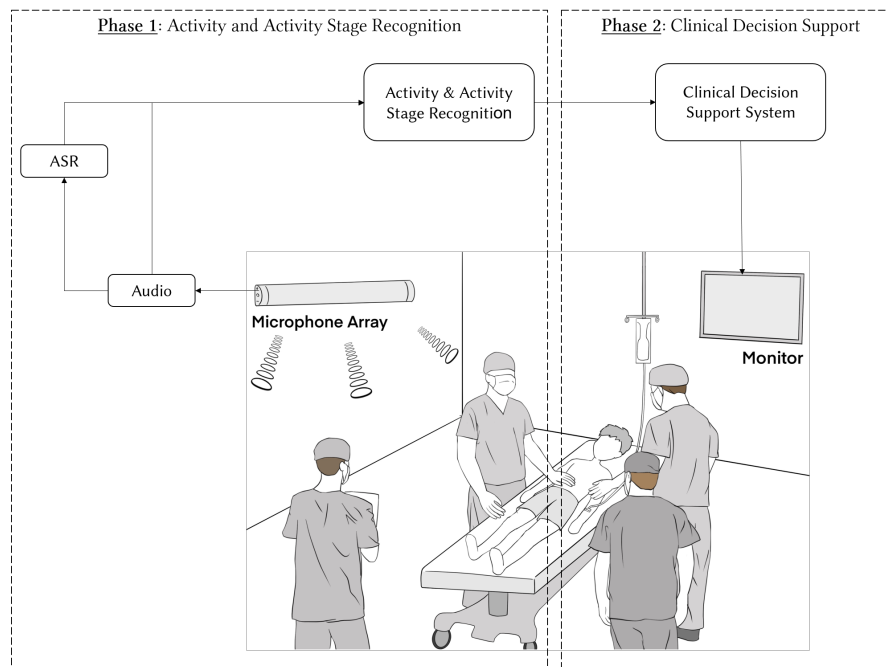 Phase 1: Activity and Activity Stage Recognition
Phase 2: Clinical Decision Support
Activity & Activity
Stage Recognition
Clinical Decision
Support System
ASR
Audio
Microphone Array
Monitor